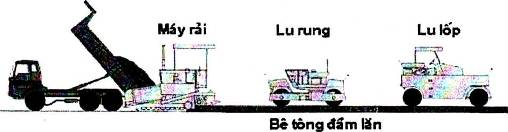 Máy rải
Lu rung
Lu lốp
Bê tông đầm lăn